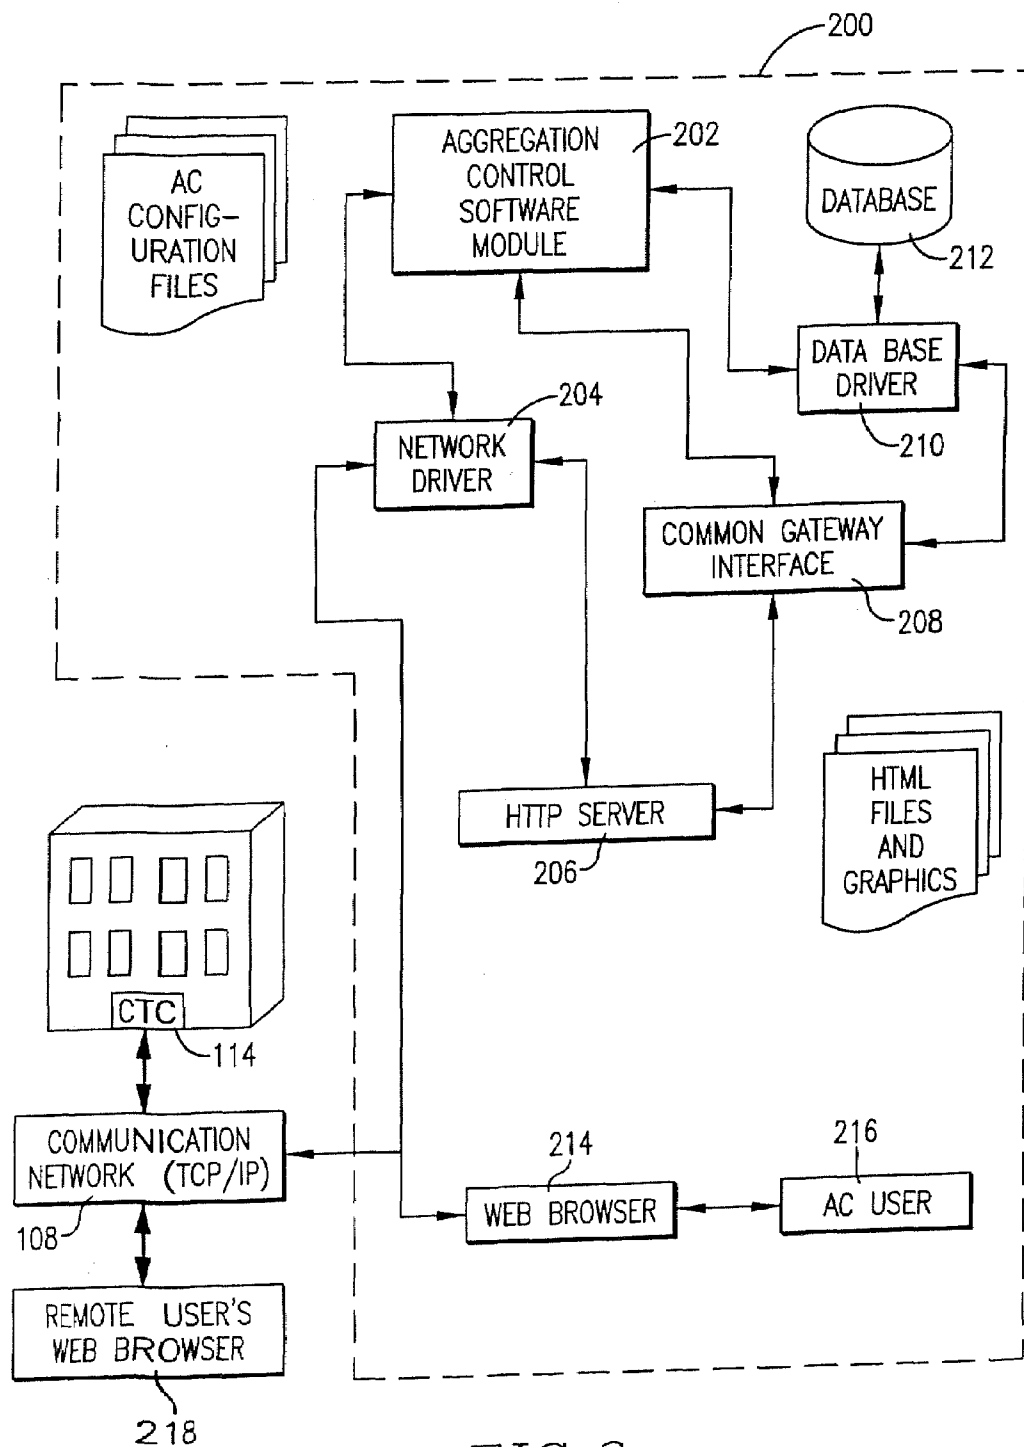 200
AC
CONFIG-
URATION
FILES
AGGREGATION
CONTROL
SOFTWARE
MODULE
202
DATABASE
212
DATA BASE
DRIVER
210
204
NETWORK
DRIVER
COMMON GATEWAY
INTERFACE
208
HTTP SERVER
206
HTML
FILES
AND
GRAPHICS
CTC
114
COMMUNICATION
NETWORK (TCP/IP)
108
214
WEB BROWSER
216
AC USER
REMOTE USER'S
WEB BROWSER
218